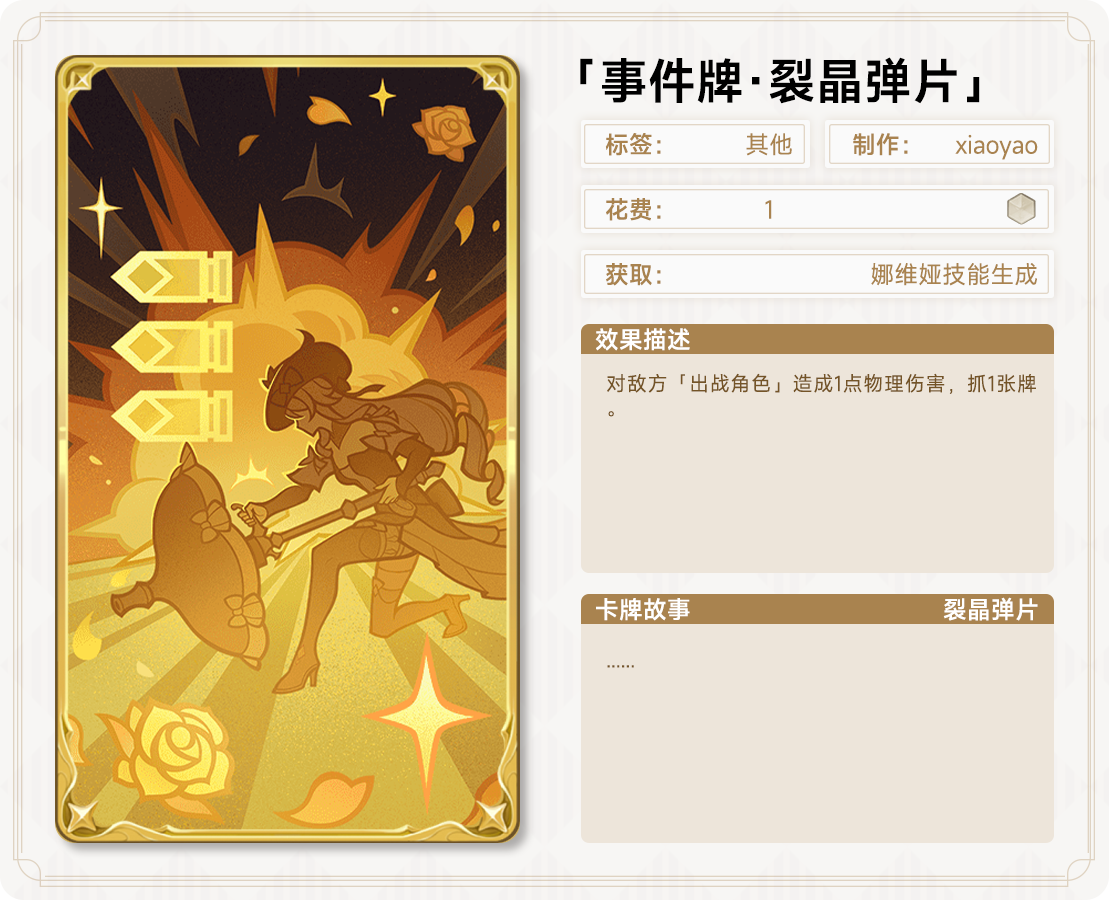 「事件牌·裂晶弹片」
标签： 其他 制作： xiaoyao
花费： 1
获取： 娜维娅技能生成
效果描述
对敌方「出战角色」造成1点物理伤害，抓1张牌
。
卡牌故事 裂晶弹片
......